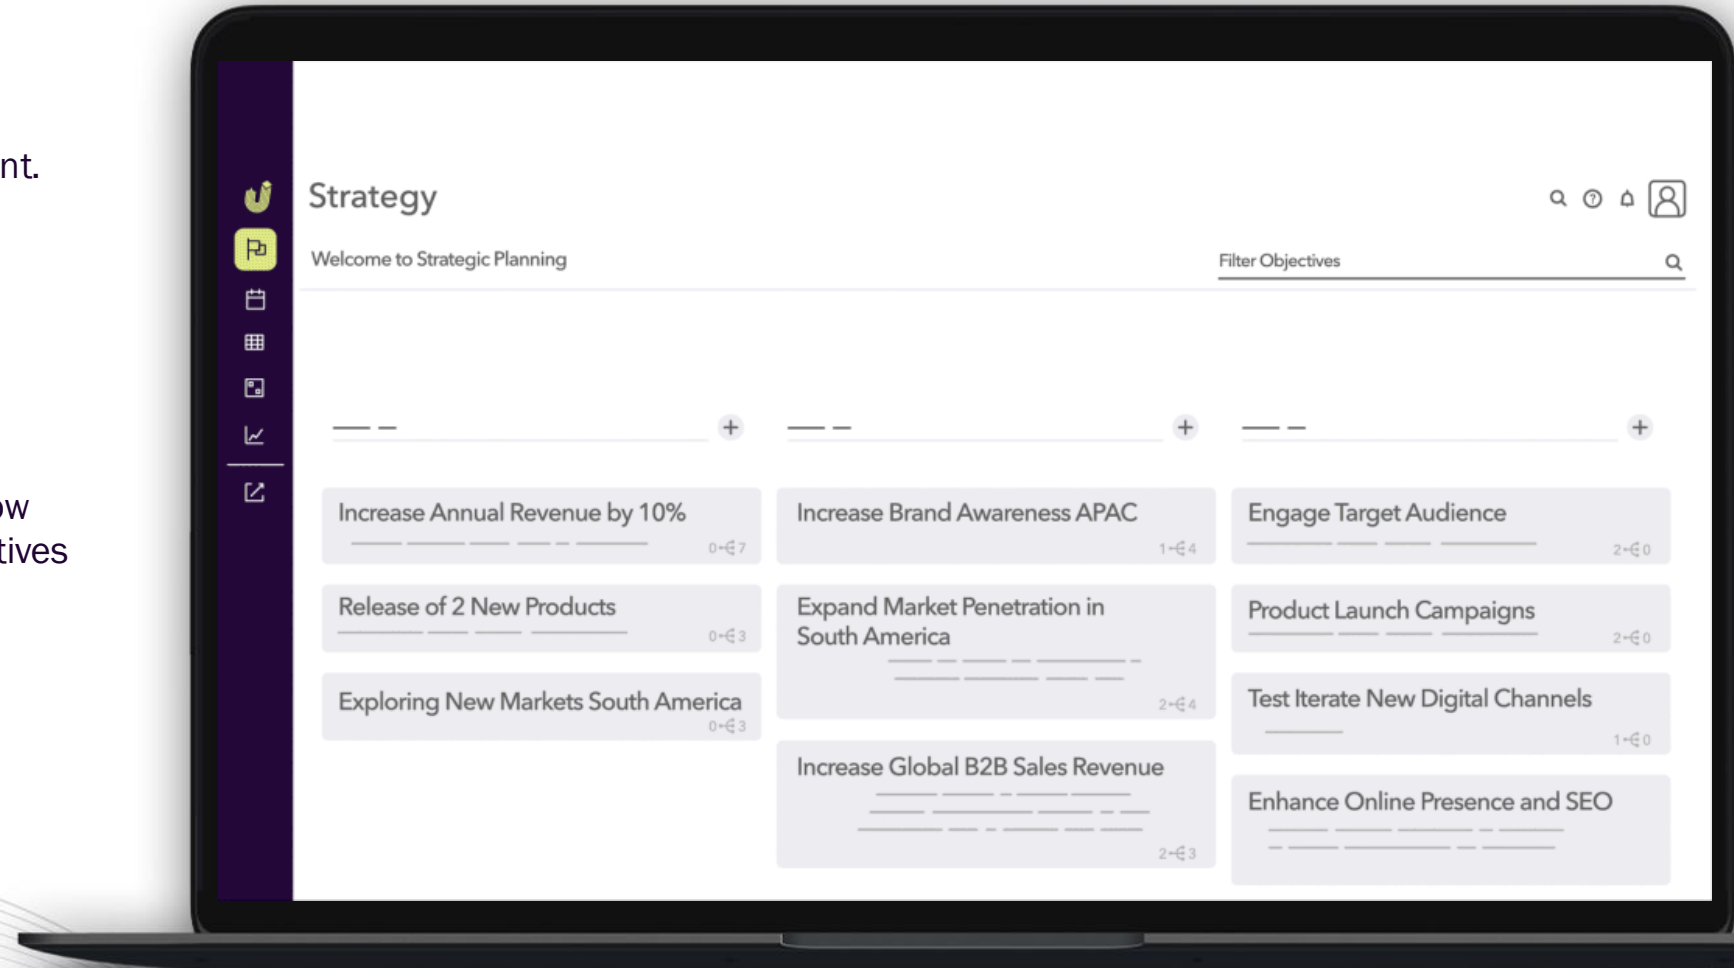 nt.
ow
tives
Strategy
Welcome to Strategic Planning
Filter Objectives
Increase Annual Revenue by 10%
0 7
Release of 2 New Products
0 3
Exploring New Markets South America
0 3
Increase Brand Awareness APAC
1 4
Expand Market Penetration in
South America
2 4
Increase Global B2B Sales Revenue
2 3
Engage Target Audience
2 0
Product Launch Campaigns
2 0
Test Iterate New Digital Channels
1 0
Enhance Online Presence and SEO